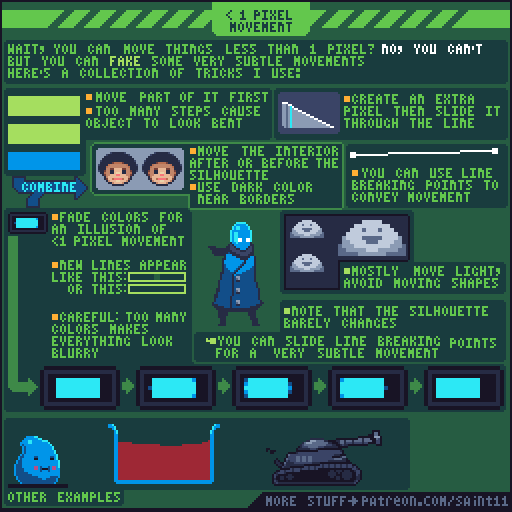 < 1 PIXEL
MOVEMENT
WAIT, YOU CAN MOVE THINGS LESS THAN 1 PIXEL? NO, YOU CAN'T
BUT YOU CAN FAKE SOME VERY SUBTLE MOVEMENTS
HERE'S A COLLECTION OF TRICKS I USE:
MOVE PART OF IT FIRST
TOO MANY STEPS CAUSE
OBJECT TO LOOK BENT
CREATE AN EXTRA
PIXEL THEN SLIDE IT
THROUGH THE LINE
COMBINE
MOVE THE INTERIOR
AFTER OR BEFORE THE
SILHOUETTE
USE DARK COLOR
NEAR BORDERS
YOU CAN USE LINE
BREAKING POINTS TO
CONVEY MOVEMENT
FADE COLORS FOR
AN ILLUSION OF
<1 PIXEL MOVEMENT
NEW LINES APPEAR
LIKE THIS:
OR THIS:
CAREFUL: TOO MANY
COLORS MAKES
EVERYTHING LOOK
BLURRY
MOSTLY MOVE LIGHT,
AVOID MOVING SHAPES
NOTE THAT THE SILHOUETTE
BARELY CHANGES
YOU CAN SLIDE LINE BREAKING POINTS
FOR A VERY SUBTLE MOVEMENT
OTHER EXAMPLES
MORE STUFF→PATREON.COM/SAINT11